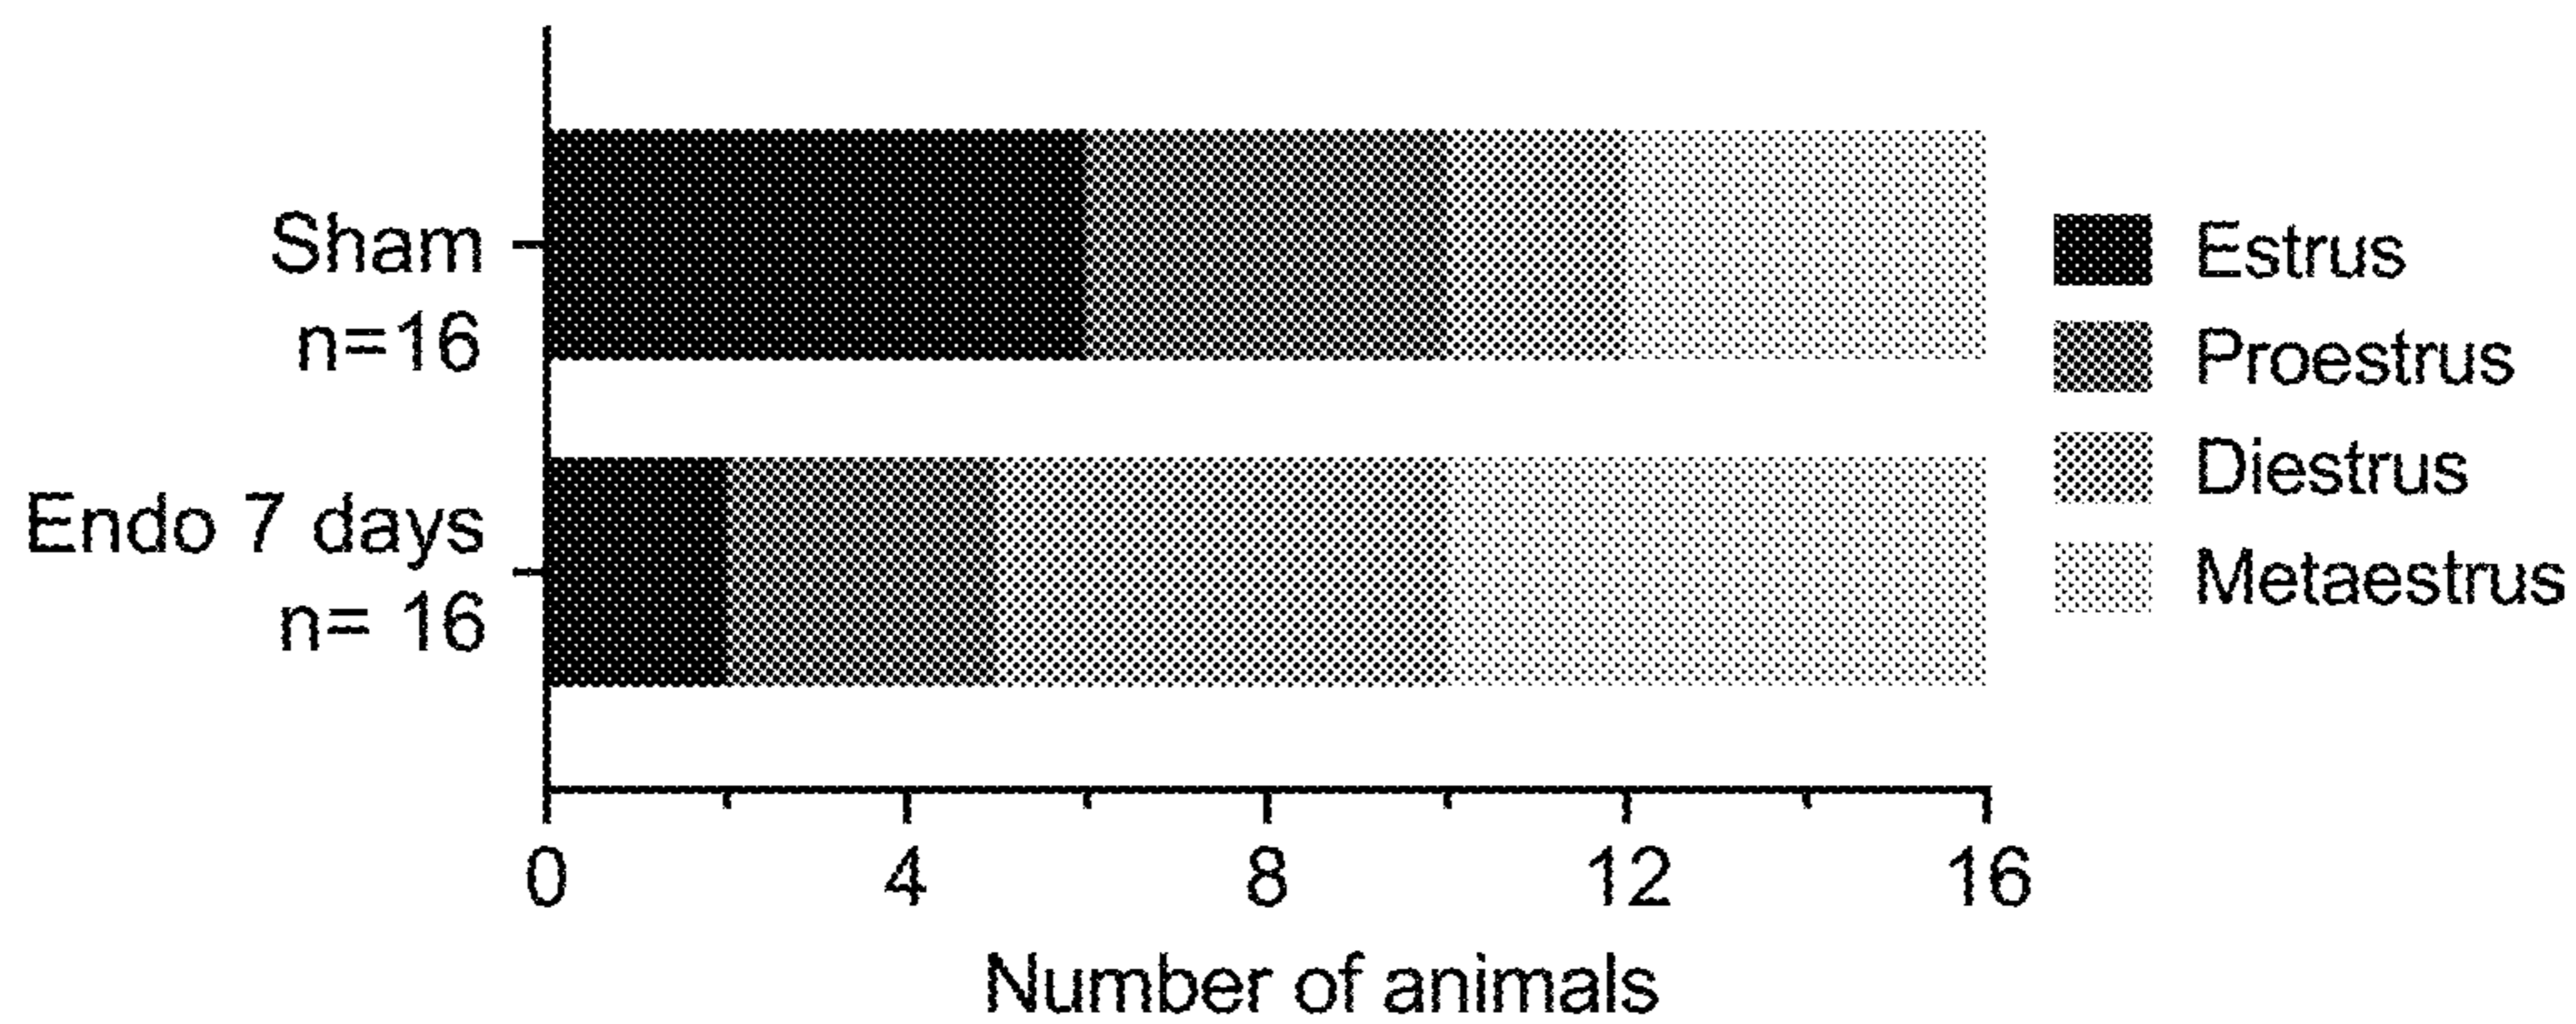 Sham
n=16
Endo 7 days
n= 16
Estrus
Proestrus
Diestrus
Metaestrus
0 4 8 12 16
Number of animals